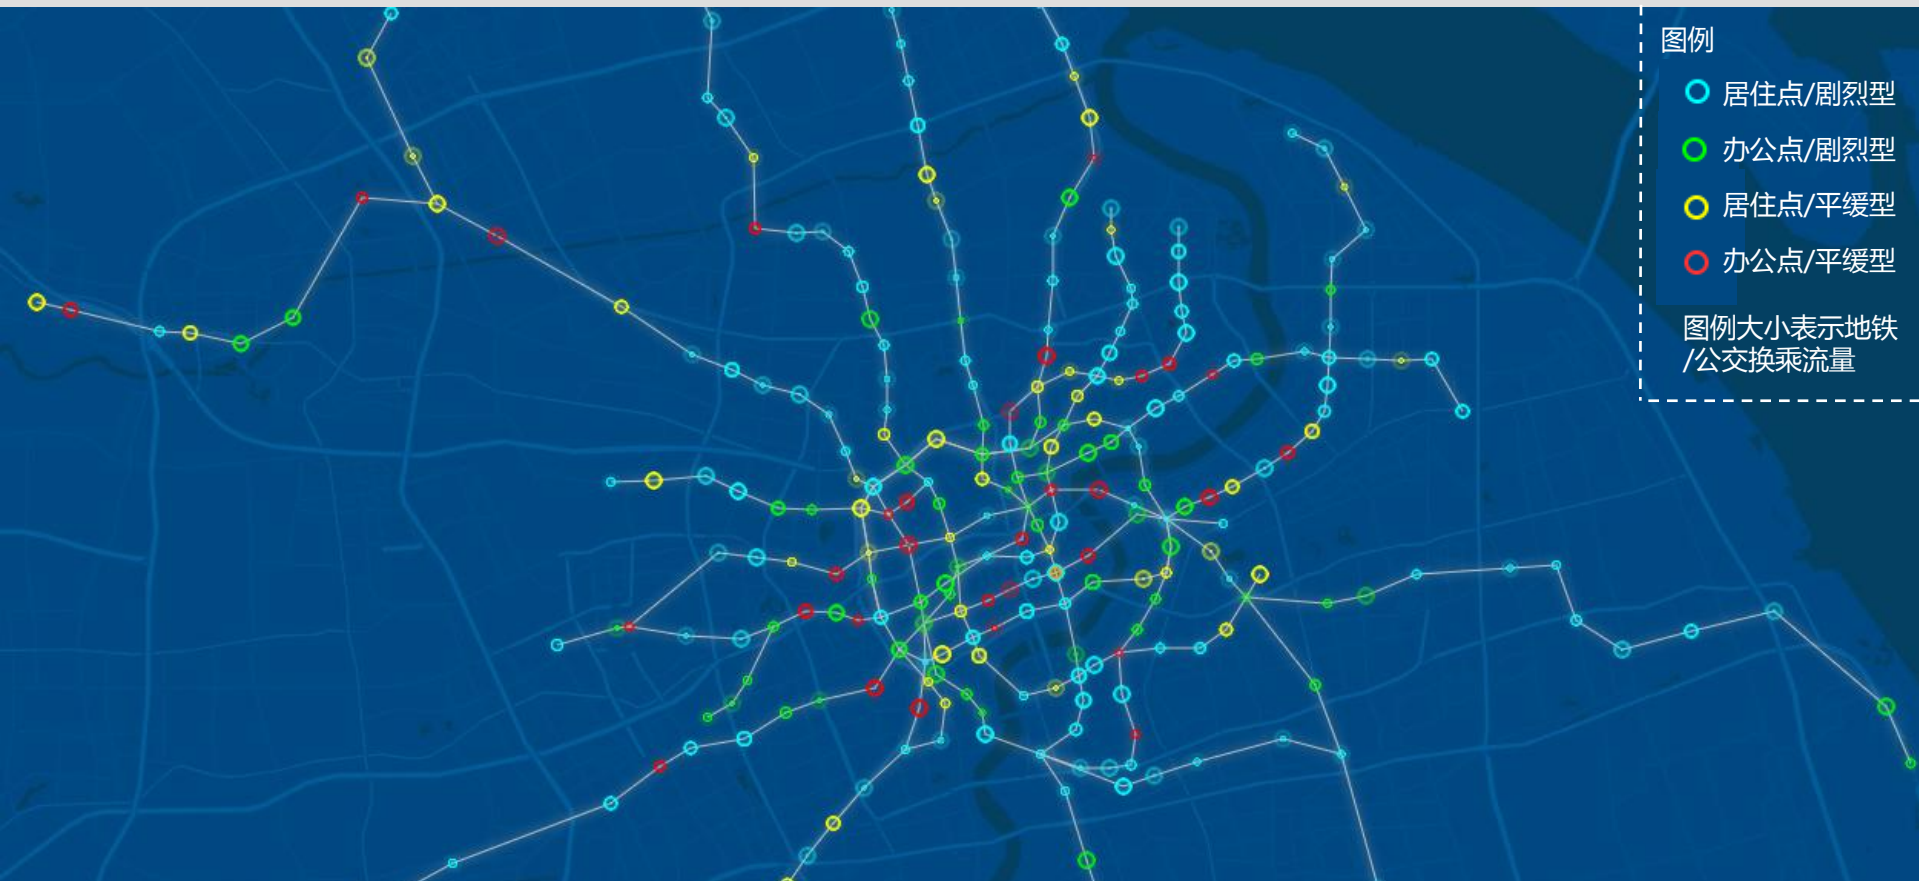 图例
居住点/剧烈型
办公点/剧烈型
居住点/平缓型
办公点/平缓型
图例大小表示地铁
/公交换乘流量